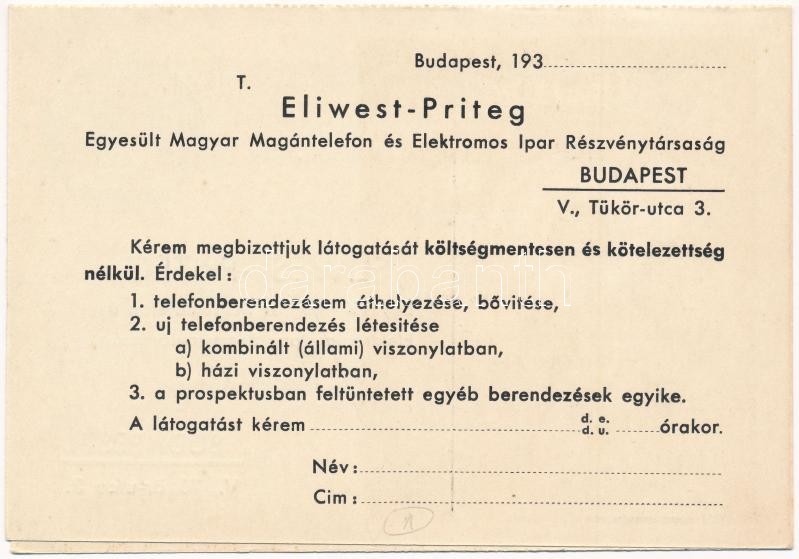 Budapest, 193
T.
Eliwest-Priteg
Egyesült Magyar Magántelefon és Elektromos Ipar Részvénytársaság
BUDAPEST
V., Tükör-utca 3.
Kérem megbizottjuk látogatását költségmentesen és kötelezettség
nélkül. Érdekel:
darabanth
1. telefonberendezésem áthelyezése, bővitése,
2. uj telefonberendezés létesitése
a) kombinált (állami) viszonylatban,
b) házi viszonylatban,
3. a prospektusban feltüntetett egyéb berendezések egyike.
A látogatást kérem d. e. d. u. órakor.
Név:
Cim: